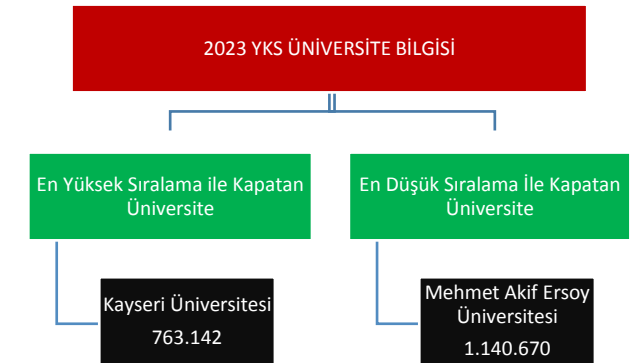 2023 YKS ÜNİVERSİTE BİLGİSİ
En Yüksek Sıralama ile Kapatan
Üniversite
En Düşük Sıralama İle Kapatan
Üniversite
Kayseri Üniversitesi
763.142
Mehmet Akif Ersoy
Üniversitesi
1.140.670